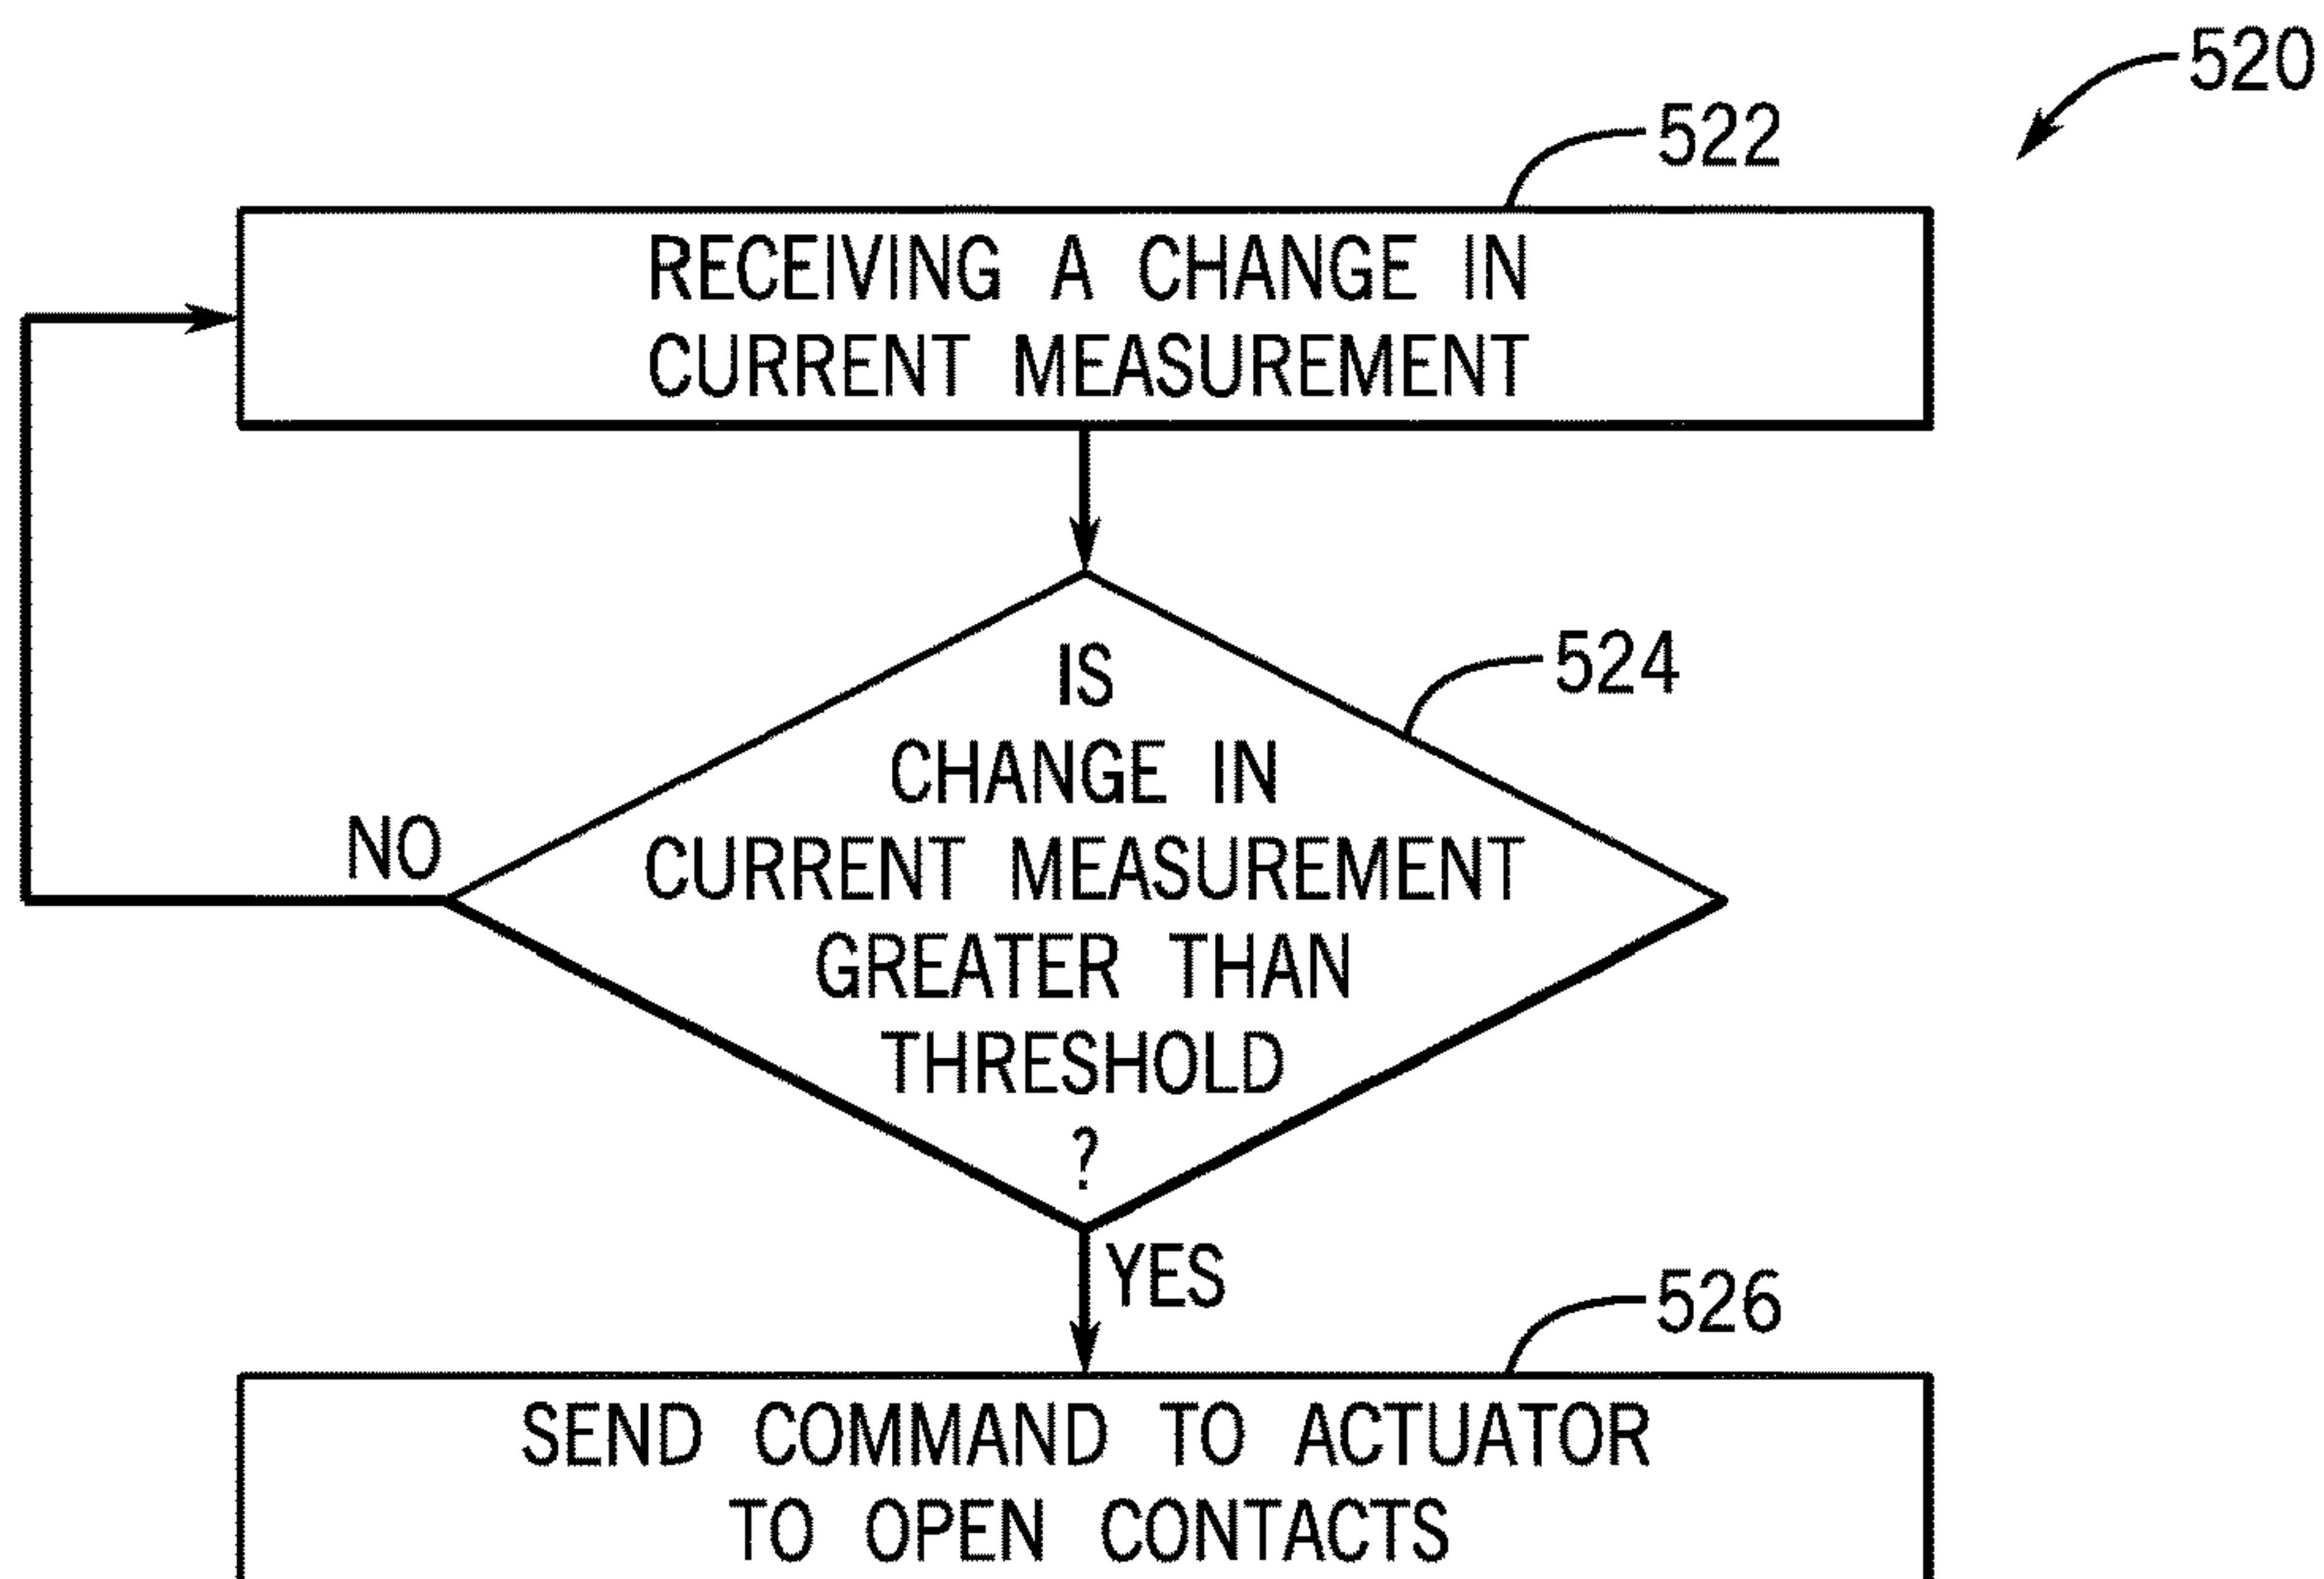 520
522
RECEIVING A CHANGE IN
CURRENT MEASUREMENT
524
IS
CHANGE IN
CURRENT MEASUREMENT
GREATER THAN
THRESHOLD
?
NO
YES
526
SEND COMMAND TO ACTUATOR
TO OPEN CONTACTS